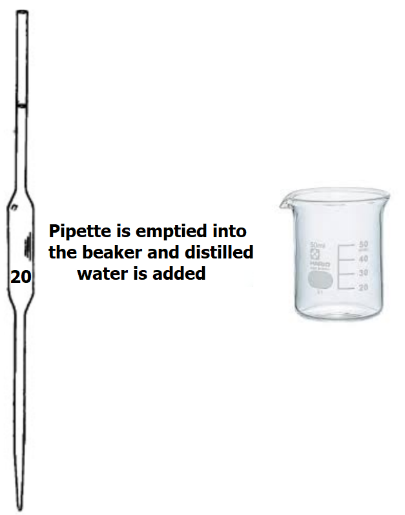 Pipette is emptied into
the beaker and distilled
water is added
20
50
40
30
20